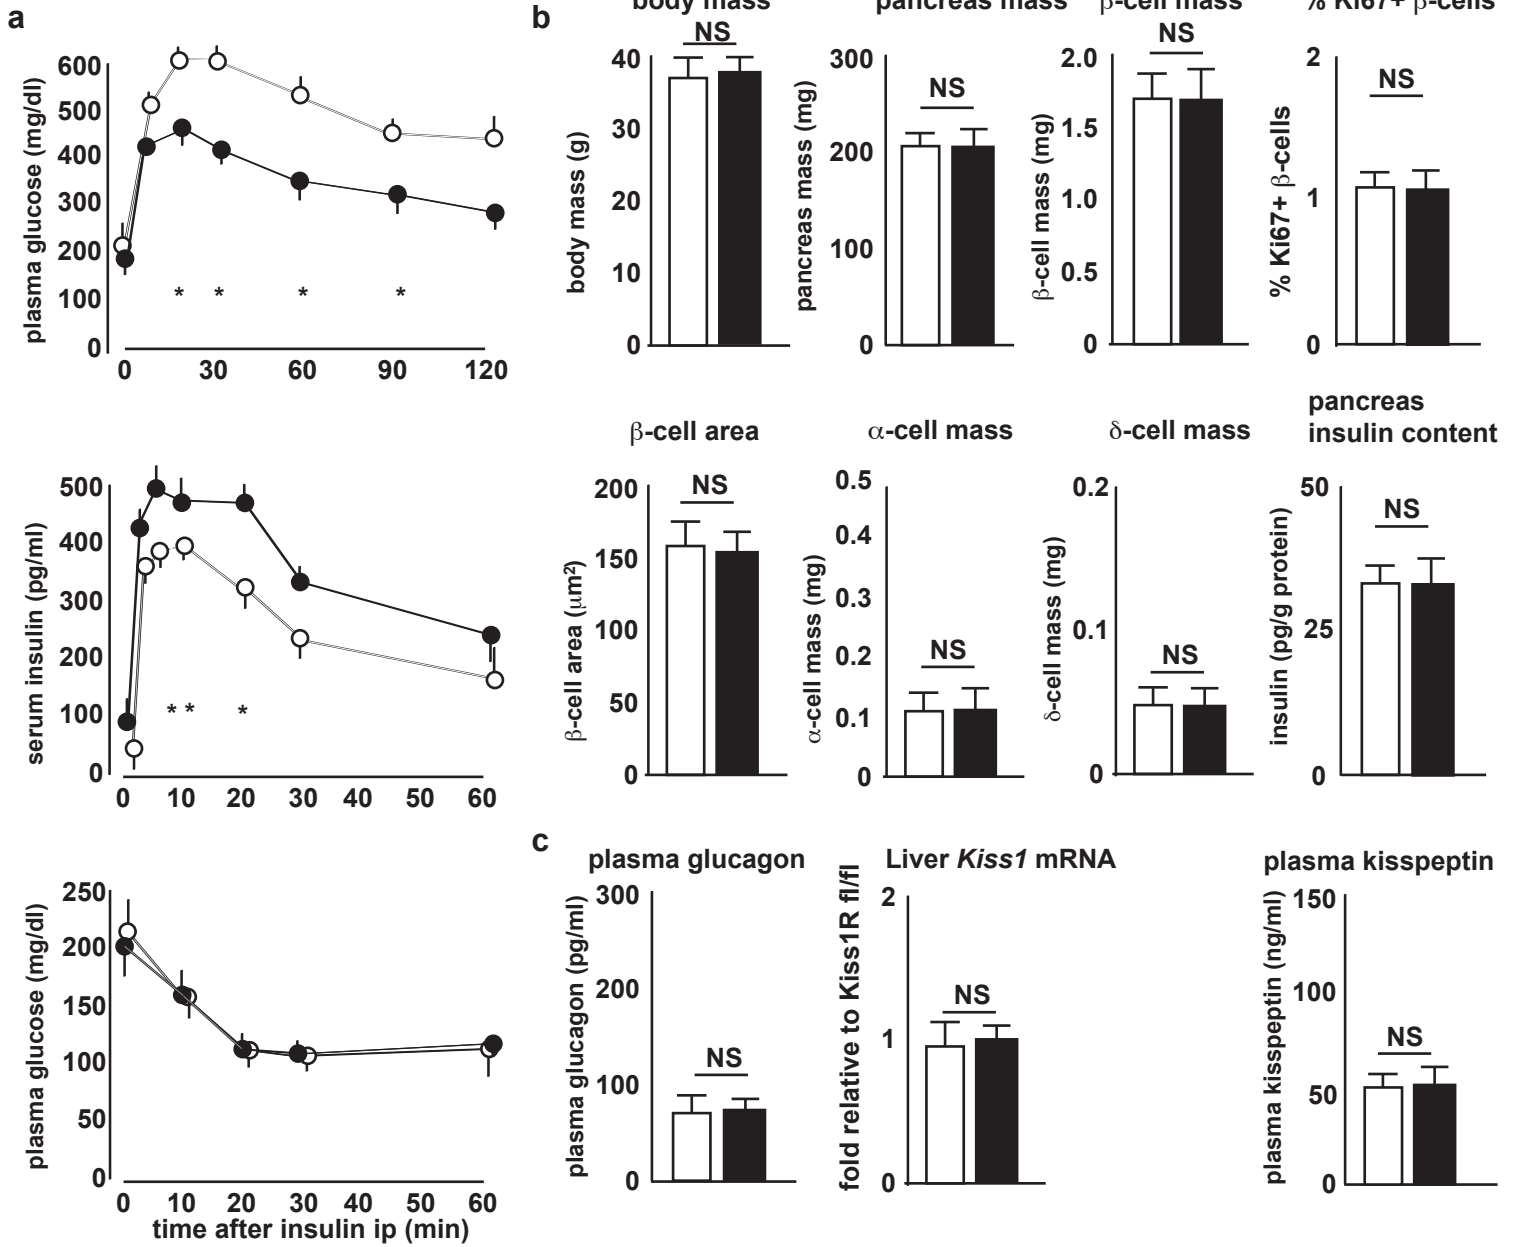 a
plasma glucose (mg/dl)
600
500
400
300
200
100
0
* * * *
0 30 60 90 120
serum insulin (pg/ml)
500
400
300
200
100
0
* * *
0 10 20 30 40 50 60
plasma glucose (mg/dl)
250
200
150
100
50
0
0 10 20 30 40 50 60
time after insulin ip (min)
b
body mass
NS
body mass (g)
40
30
20
10
0
pancreas mass
NS
pancreas mass (mg)
300
200
100
0
β-cell mass
NS
β-cell mass (mg)
2.0
1.5
1.0
0.5
0
% Ki67+ β-cells
NS
% Ki67+ β-cells
2
1
0
β-cell area
NS
β-cell area (μm²)
200
150
100
50
0
α-cell mass
NS
α-cell mass (mg)
0.5
0.4
0.3
0.2
0.1
0
δ-cell mass
NS
δ-cell mass (mg)
0.2
0.1
0
pancreas
insulin content
NS
insulin (pg/g protein)
50
25
0
c
plasma glucagon
NS
plasma glucagon (pg/ml)
300
200
100
0
Liver Kiss1 mRNA
NS
fold relative to Kiss1R fl/fl
2
1
0
plasma kisspeptin
NS
plasma kisspeptin (ng/ml)
150
100
50
0